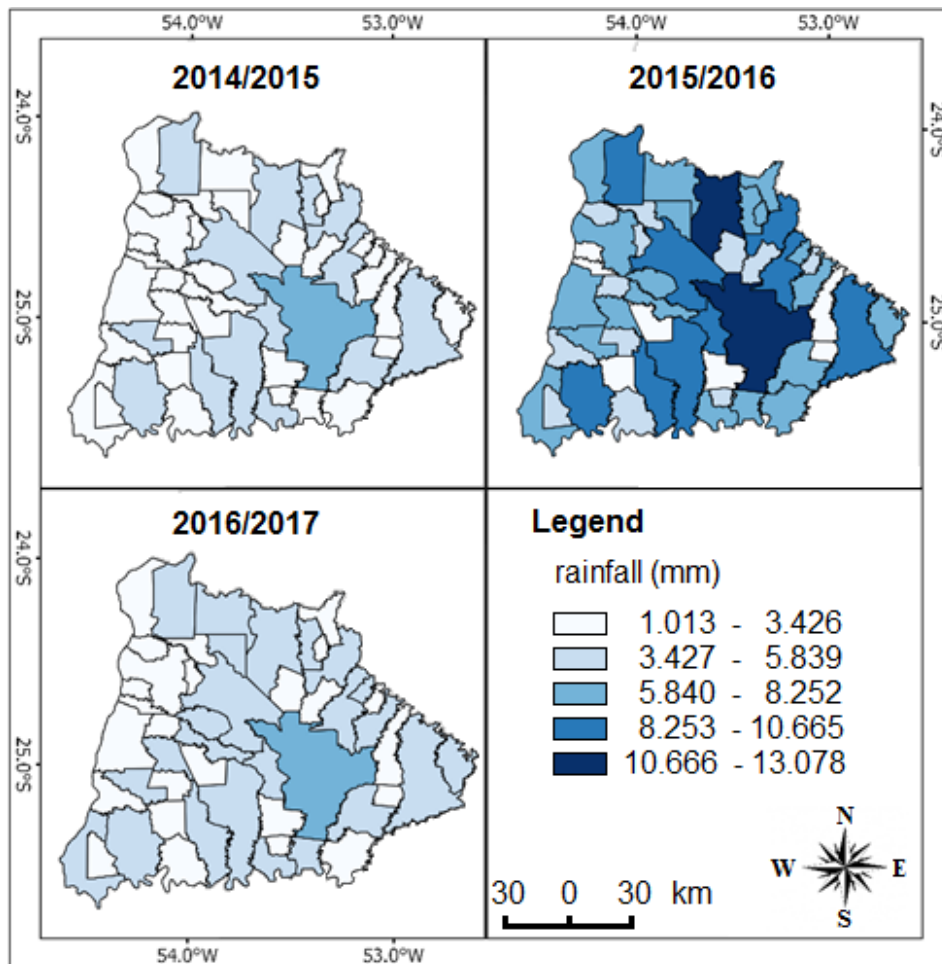 54.0°W 53.0°W 54.0°W 53.0°W
2014/2015 2015/2016
24.0°S 24.0°S
25.0°S 25.0°S
2016/2017
24.0°S
25.0°S
54.0°W 53.0°W
Legend
rainfall (mm)
1.013 - 3.426
3.427 - 5.839
5.840 - 8.252
8.253 - 10.665
10.666 - 13.078
N
W E
S
30 0 30 km